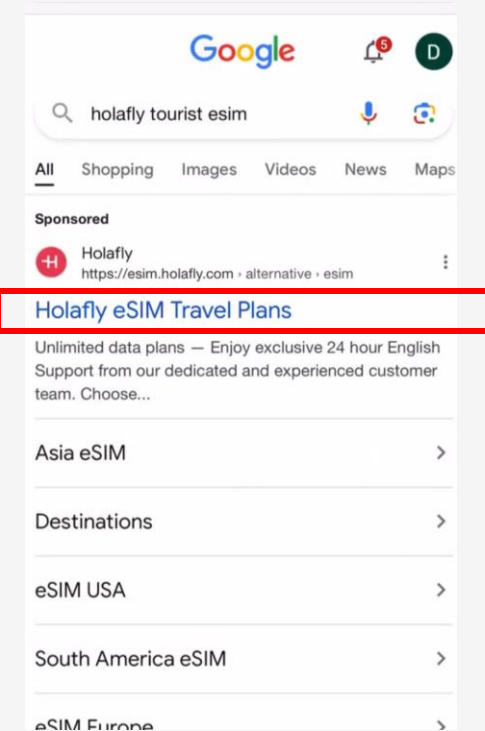 Google
5
D
holafly tourist esim
All Shopping Images Videos News Maps
Sponsored
Holafly
https://esim.holafly.com › alternative › esim
Holafly eSIM Travel Plans
Unlimited data plans — Enjoy exclusive 24 hour English
Support from our dedicated and experienced customer
team. Choose...
Asia eSIM
Destinations
eSIM USA
South America eSIM
eSIM Europe